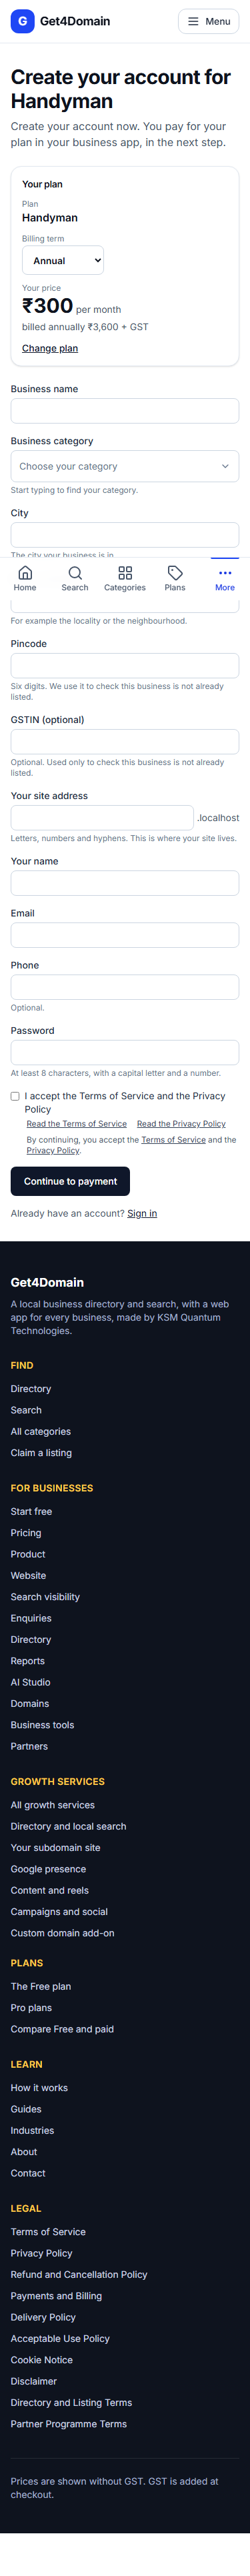 G Get4Domain
Menu
Create your account for
Handyman
Create your account now. You pay for your
plan in your business app, in the next step.
Your plan
Plan
Handyman
Billing term
Annual
Your price
₹300 per month
billed annually ₹3,600 + GST
Change plan
Business name
Business category
Choose your category
Start typing to find your category.
City
The city your business is in.
Home
Search
Categories
Plans
More
For example the locality or the neighbourhood.
Pincode
Six digits. We use it to check this business is not already
listed.
GSTIN (optional)
Optional. Used only to check this business is not already
listed.
Your site address
.localhost
Letters, numbers and hyphens. This is where your site lives.
Your name
Email
Phone
Optional.
Password
At least 8 characters, with a capital letter and a number.
I accept the Terms of Service and the Privacy
Policy
Read the Terms of Service Read the Privacy Policy
By continuing, you accept the Terms of Service and the
Privacy Policy.
Continue to payment
Already have an account? Sign in
Get4Domain
A local business directory and search, with a web
app for every business, made by KSM Quantum
Technologies.
FIND
Directory
Search
All categories
Claim a listing
FOR BUSINESSES
Start free
Pricing
Product
Website
Search visibility
Enquiries
Directory
Reports
AI Studio
Domains
Business tools
Partners
GROWTH SERVICES
All growth services
Directory and local search
Your subdomain site
Google presence
Content and reels
Campaigns and social
Custom domain add-on
PLANS
The Free plan
Pro plans
Compare Free and paid
LEARN
How it works
Guides
Industries
About
Contact
LEGAL
Terms of Service
Privacy Policy
Refund and Cancellation Policy
Payments and Billing
Delivery Policy
Acceptable Use Policy
Cookie Notice
Disclaimer
Directory and Listing Terms
Partner Programme Terms
Prices are shown without GST. GST is added at
checkout.